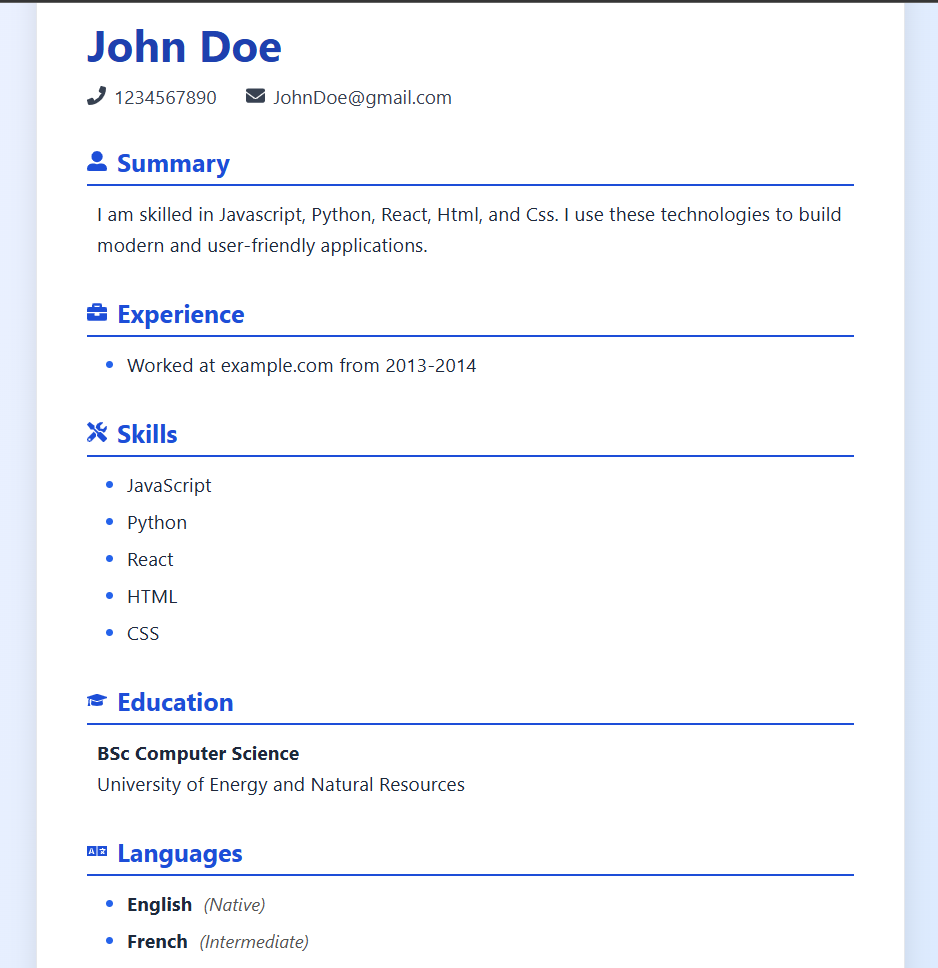 John Doe
1234567890 JohnDoe@gmail.com
Summary
I am skilled in Javascript, Python, React, Html, and Css. I use these technologies to build
modern and user-friendly applications.
Experience
Worked at example.com from 2013-2014
Skills
JavaScript
Python
React
HTML
CSS
Education
BSc Computer Science
University of Energy and Natural Resources
Languages
English (Native)
French (Intermediate)